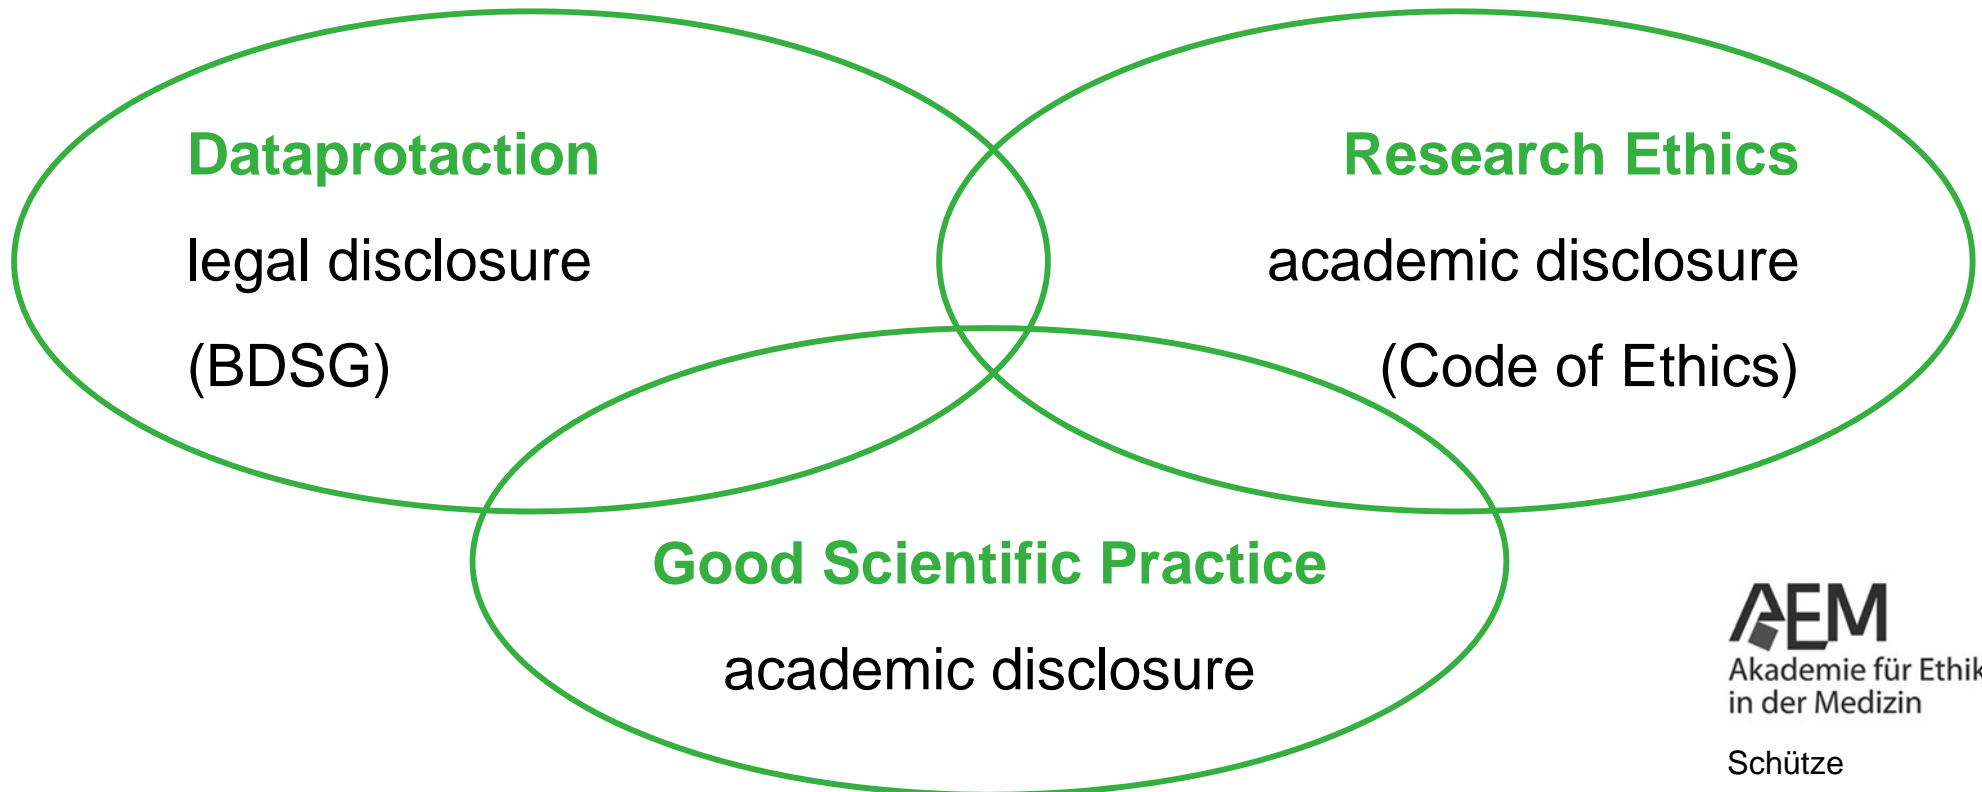 Dataprotaction
legal disclosure
(BDSG)
Research Ethics
academic disclosure
(Code of Ethics)
Good Scientific Practice
academic disclosure
AEM
Akademie für Ethik
in der Medizin
Schütze